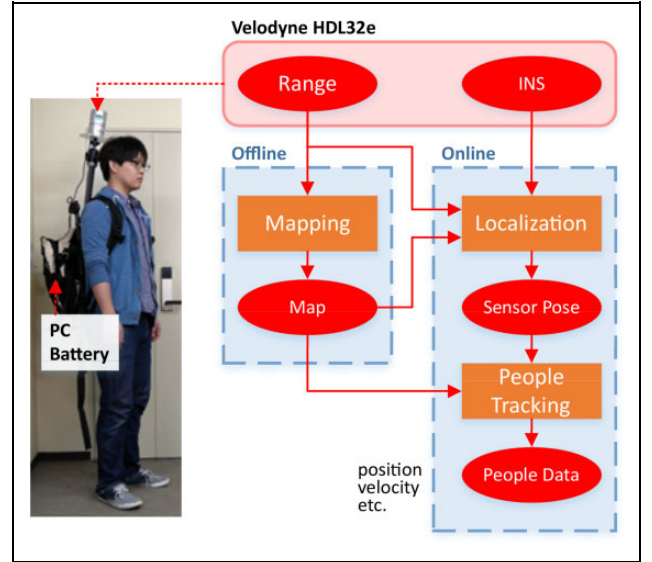 Velodyne HDL32e
Range
INS
Offline
Online
Mapping
Localization
Map
Sensor Pose
PC
Battery
People
Tracking
position
velocity
etc.
People Data